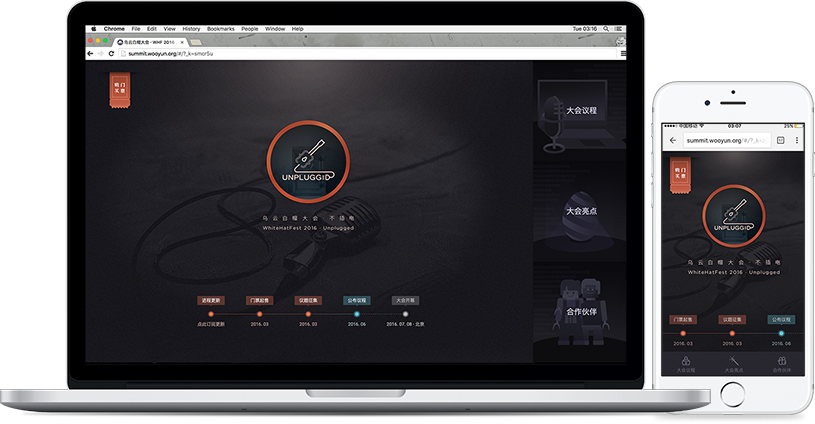 Chrome File Edit View History Bookmarks People Window Help Tue 03:16
乌云白帽大会 - WHF 2016
summit.wooyun.org/#/?_k=smcr5u
购门
买票
UNPLUGGD
乌云白帽大会 不插电
WhiteHatFest 2016 · Unplugged
进程更新 门票起售 议题征集 公布议程 大会开幕
点此订阅更新 2016. 03 2016. 03 2016. 06 2016. 07. 08 · 北京
大会议程
大会亮点
合作伙伴
中国移动 03:07 25%
summit.wooyun.org/#/?_k=
购门
买票
UNPLUGGD
乌云白帽大会 不插电
WhiteHatFest 2016 · Unplugged
门票起售 议题征集 公布议程
2016. 03 2016. 03 2016. 06
大会议程 大会亮点 合作伙伴